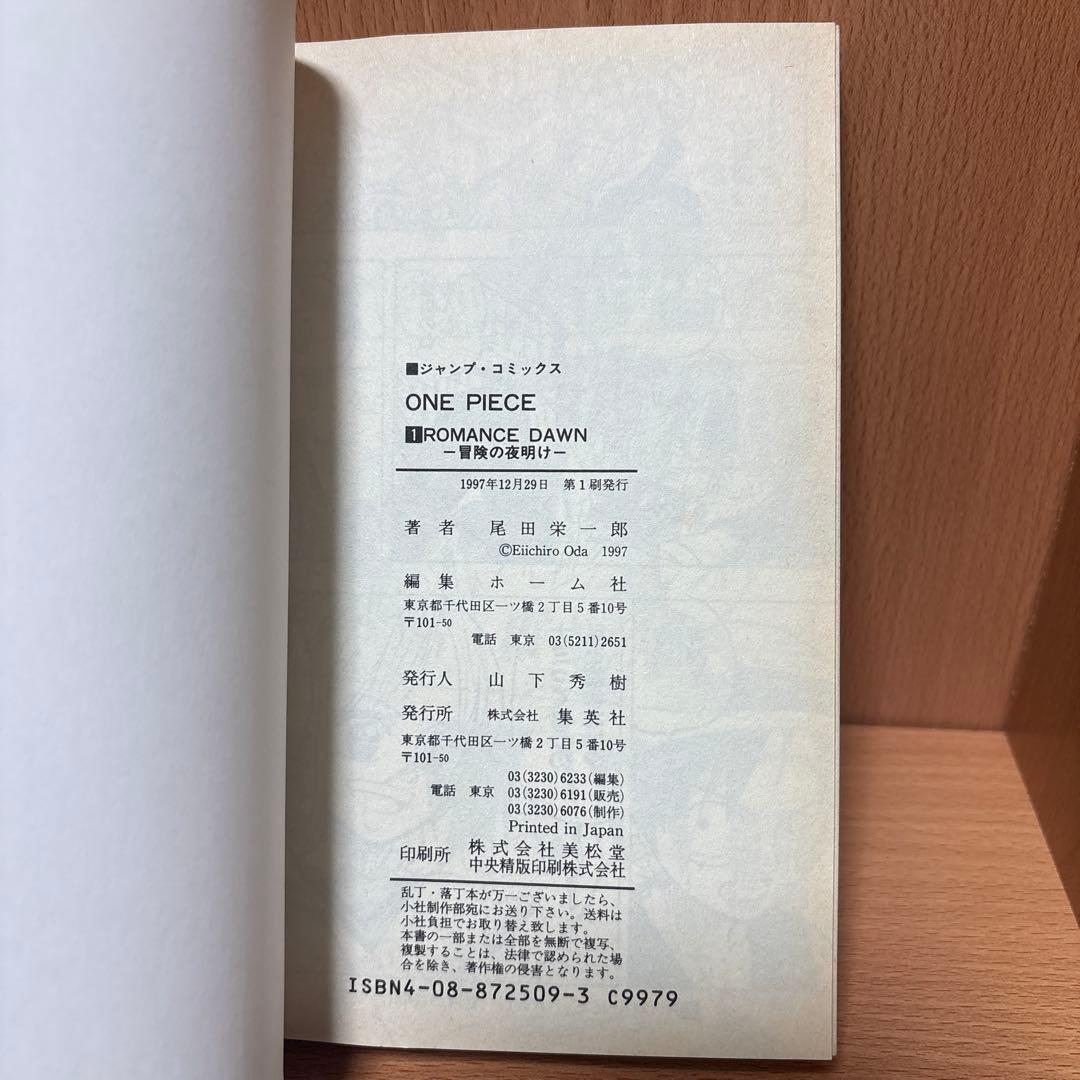 ■ジャンプ・コミックス
ONE PIECE
1 ROMANCE DAWN
―冒険の夜明け―
1997年12月29日 第1刷発行
著者 尾田栄一郎
©Eiichiro Oda 1997
編集 ホーム社
東京都千代田区一ツ橋2丁目5番10号
〒101-50
電話 東京 03(5211)2651
発行人 山下秀樹
発行所 株式会社 集英社
東京都千代田区一ツ橋2丁目5番10号
〒101-50
03(3230)6233(編集)
電話 東京 03(3230)6191(販売)
03(3230)6076(制作)
Printed in Japan
印刷所 株式会社美松堂
中央精版印刷株式会社
乱丁・落丁本が万一ございましたら、
小社制作部宛にお送り下さい。送料は
小社負担でお取り替え致します。
本書の一部または全部を無断で複写、
複製することは、法律で認められた場
合を除き、著作権の侵害となります。
ISBN4-08-872509-3 C9979